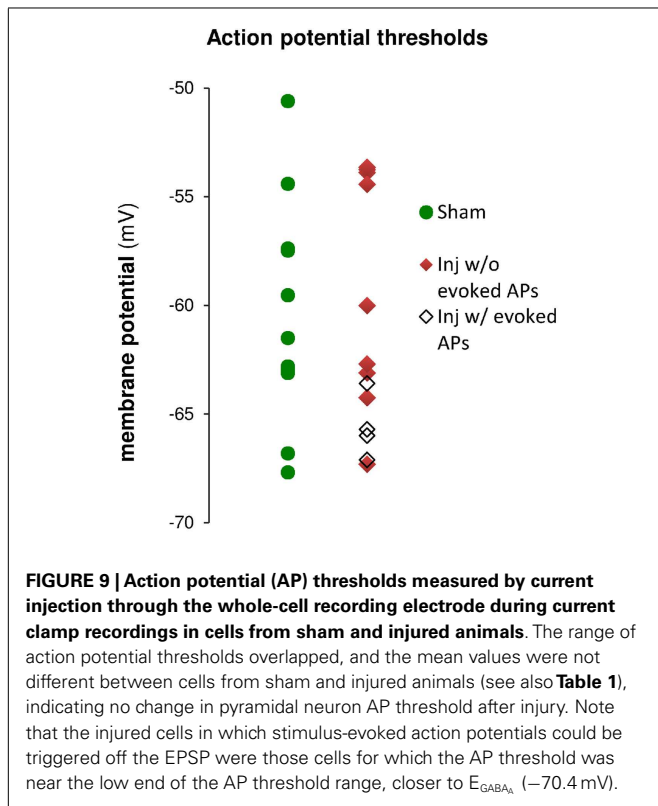 Action potential thresholds
-50
-55
-60
-65
-70
membrane potential (mV)
Sham
Inj w/o
evoked APs
Inj w/ evoked
APs
FIGURE 9 | Action potential (AP) thresholds measured by current
injection through the whole-cell recording electrode during current
clamp recordings in cells from sham and injured animals. The range of
action potential thresholds overlapped, and the mean values were not
different between cells from sham and injured animals (see also Table 1),
indicating no change in pyramidal neuron AP threshold after injury. Note
that the injured cells in which stimulus-evoked action potentials could be
triggered off the EPSP were those cells for which the AP threshold was
near the low end of the AP threshold range, closer to E_GABA_A (−70.4 mV).